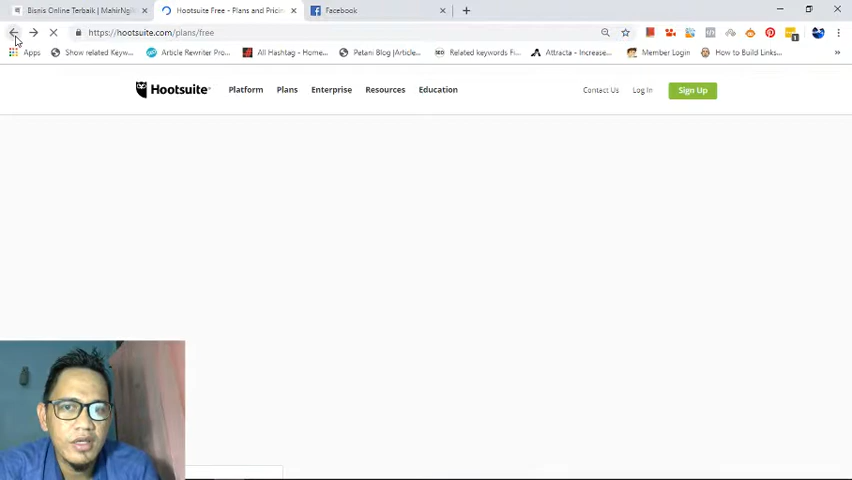 Bisnis Online Terbaik | MahirNgi
Hootsuite Free - Plans and Pricin
Facebook
https://hootsuite.com/plans/free
Apps
Show related Keyw...
Article Rewriter Pro...
All Hashtag - Home...
Petani Blog |Article...
Related keywords Fi...
Attracta - Increase...
Member Login
How to Build Links...
Hootsuite
Platform
Plans
Enterprise
Resources
Education
Contact Us
Log In
Sign Up